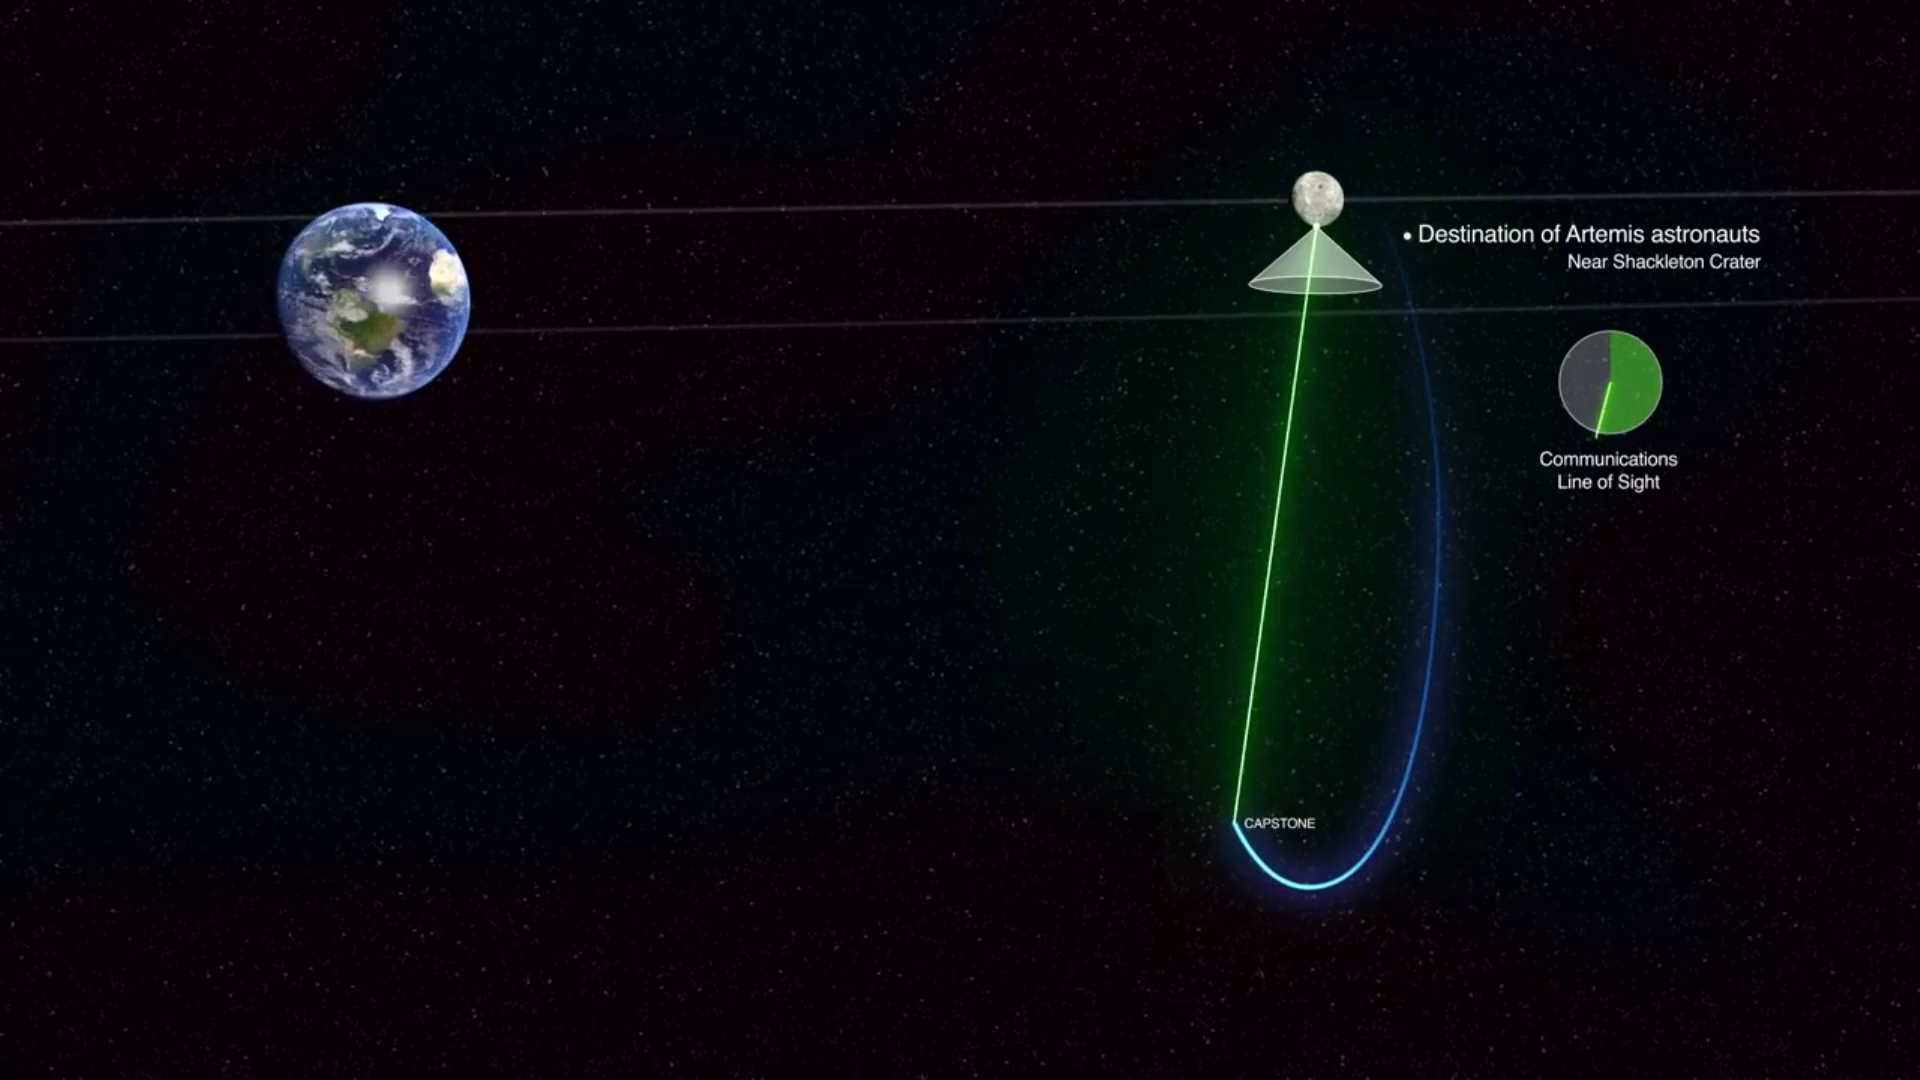 • Destination of Artemis astronauts
Near Shackleton Crater
Communications
Line of Sight
CAPSTONE